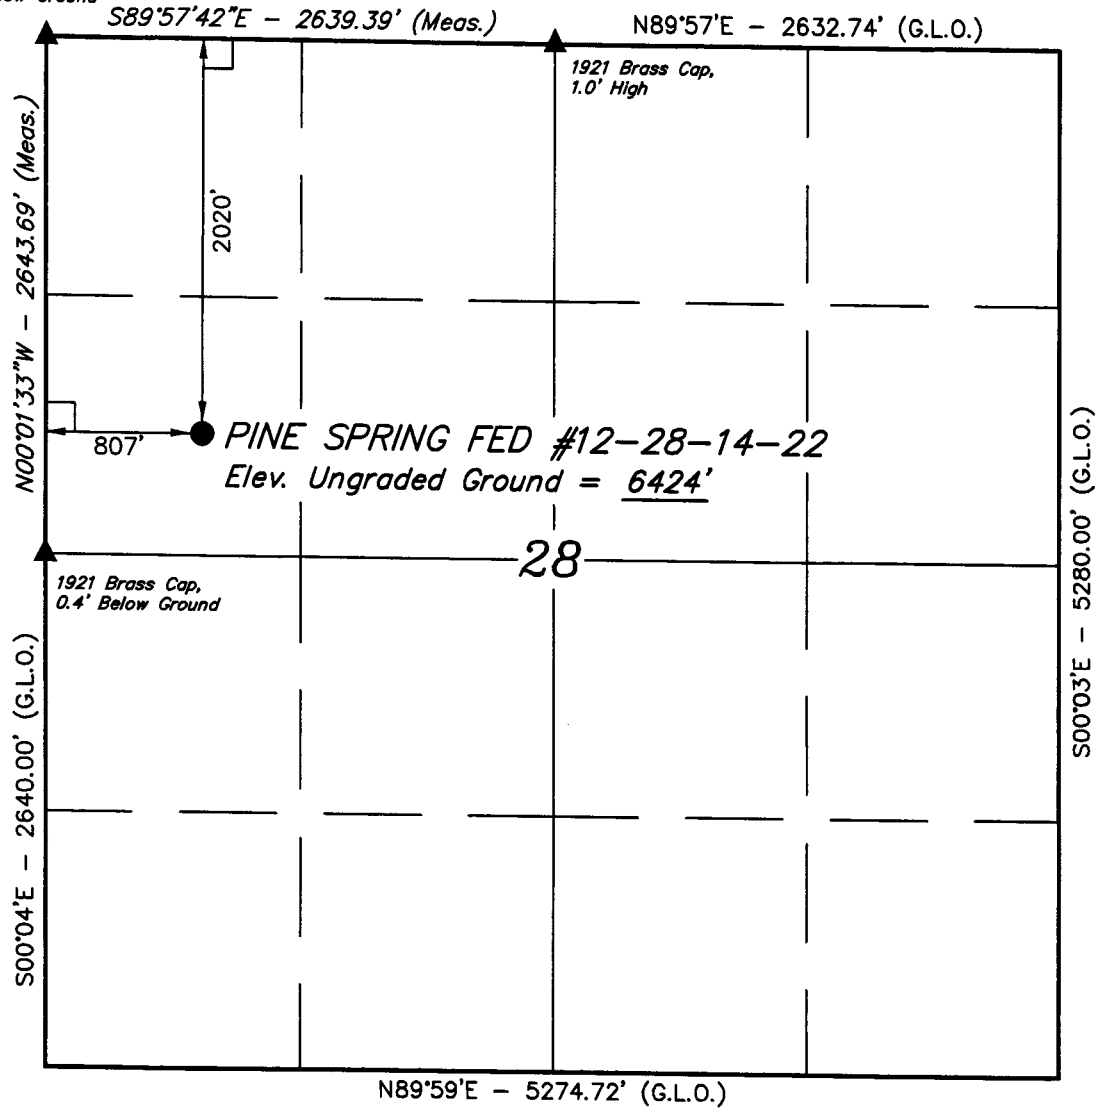 S89°57'42"E - 2639.39' (Meas.)
N89°57'E - 2632.74' (G.L.O.)
1921 Brass Cap,
1.0' High
N00°01'33"W - 2643.69' (Meas.)
2020'
807'
PINE SPRING FED #12-28-14-22
Elev. Ungraded Ground = 6424'
28
1921 Brass Cap,
0.4' Below Ground
S00°03'E - 5280.00' (G.L.O.)
S00°04'E - 2640.00' (G.L.O.)
N89°59'E - 5274.72' (G.L.O.)